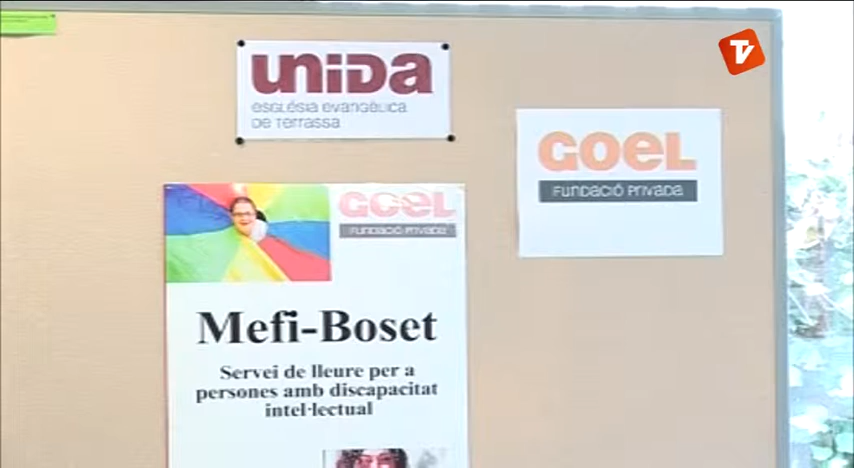 UNIDA
ESGLÉSIA EVANGÈLICA
DE TERRASSA
TV
GOEL
FUNDACIÓ PRIVADA
GOEL
FUNDACIÓ PRIVADA
Mefi-Boset
Servei de lleure per a
persones amb discapacitat
intel·lectual